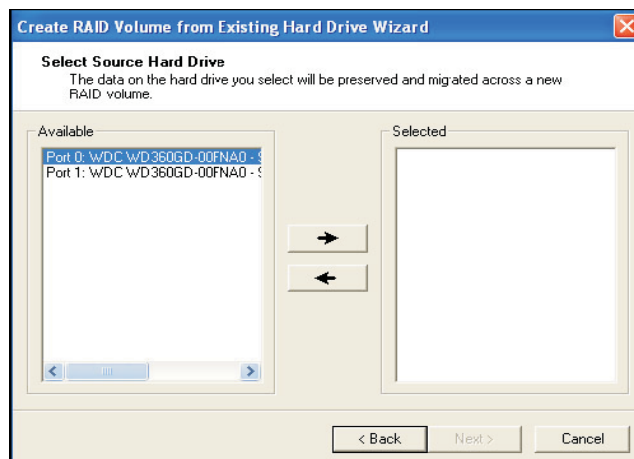 Create RAID Volume from Existing Hard Drive Wizard
Select Source Hard Drive
The data on the hard drive you select will be preserved and migrated across a new
RAID volume.
Available
Selected
Port 0: WDC WD360GD-00FNA0 - S
Port 1: WDC WD360GD-00FNA0 - S
< Back
Next >
Cancel